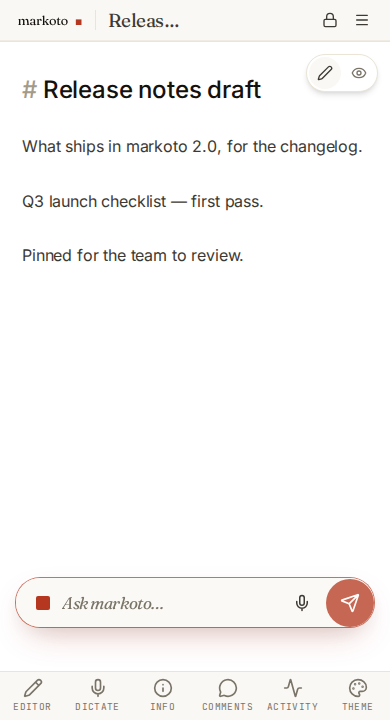 markoto
Releas...
# Release notes draft
What ships in markoto 2.0, for the changelog.
Q3 launch checklist — first pass.
Pinned for the team to review.
Ask markoto...
EDITOR DICTATE INFO COMMENTS ACTIVITY THEME